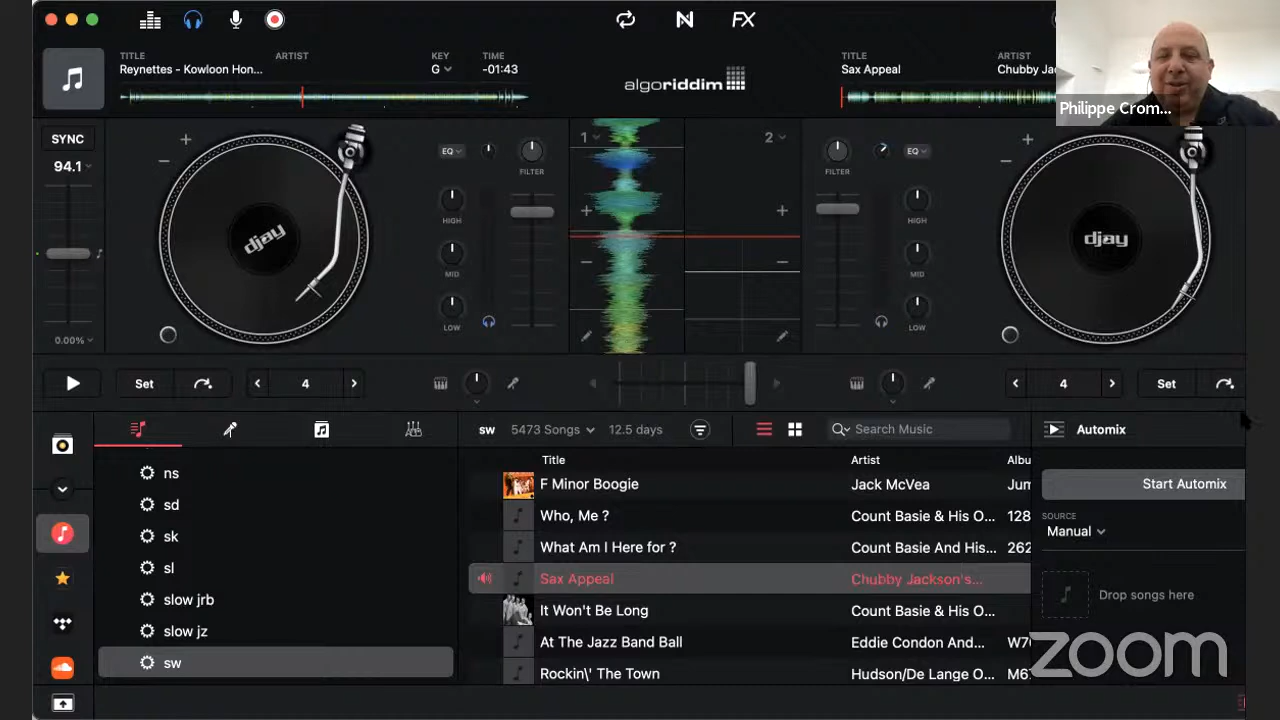 FX
TITLE
ARTIST
KEY
TIME
Reynettes - Kowloon Hon...
G
-01:43
algoriddim
TITLE
ARTIST
Sax Appeal
Chubby Jac
Philippe Crom...
SYNC
94.1
0.00%
djay
EQ
FILTER
HIGH
MID
LOW
1
2
FILTER
EQ
HIGH
MID
LOW
djay
Set
4
4
Set
sw
5473 Songs
12.5 days
Search Music
Automix
ns
sd
sk
sl
slow jrb
slow jz
sw
Title
Artist
Albu
F Minor Boogie
Jack McVea
Jum
Who, Me ?
Count Basie & His O...
128
What Am I Here for ?
Count Basie And His...
262
Sax Appeal
Chubby Jackson's...
It Won't Be Long
Count Basie & His O...
At The Jazz Band Ball
Eddie Condon And...
W70
Rockin\' The Town
Hudson/De Lange O...
M6
Start Automix
SOURCE
Manual
Drop songs here
zoom